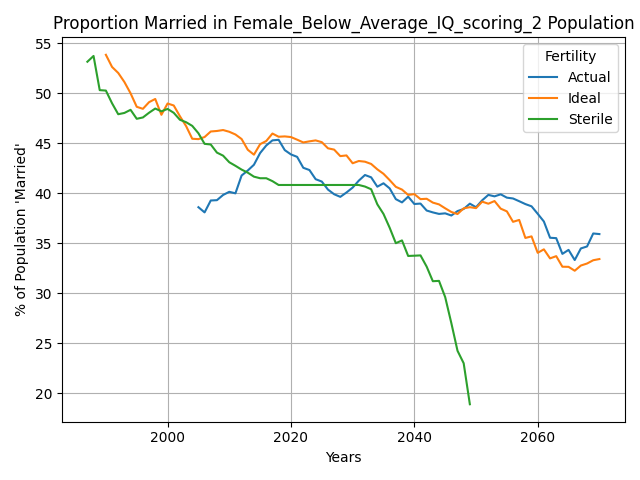 Proportion Married in Female_Below_Average_IQ_scoring_2 Population
55
50
45
40
35
30
25
20
% of Population 'Married'
Fertility
Actual
Ideal
Sterile
2000
2020
2040
2060
Years